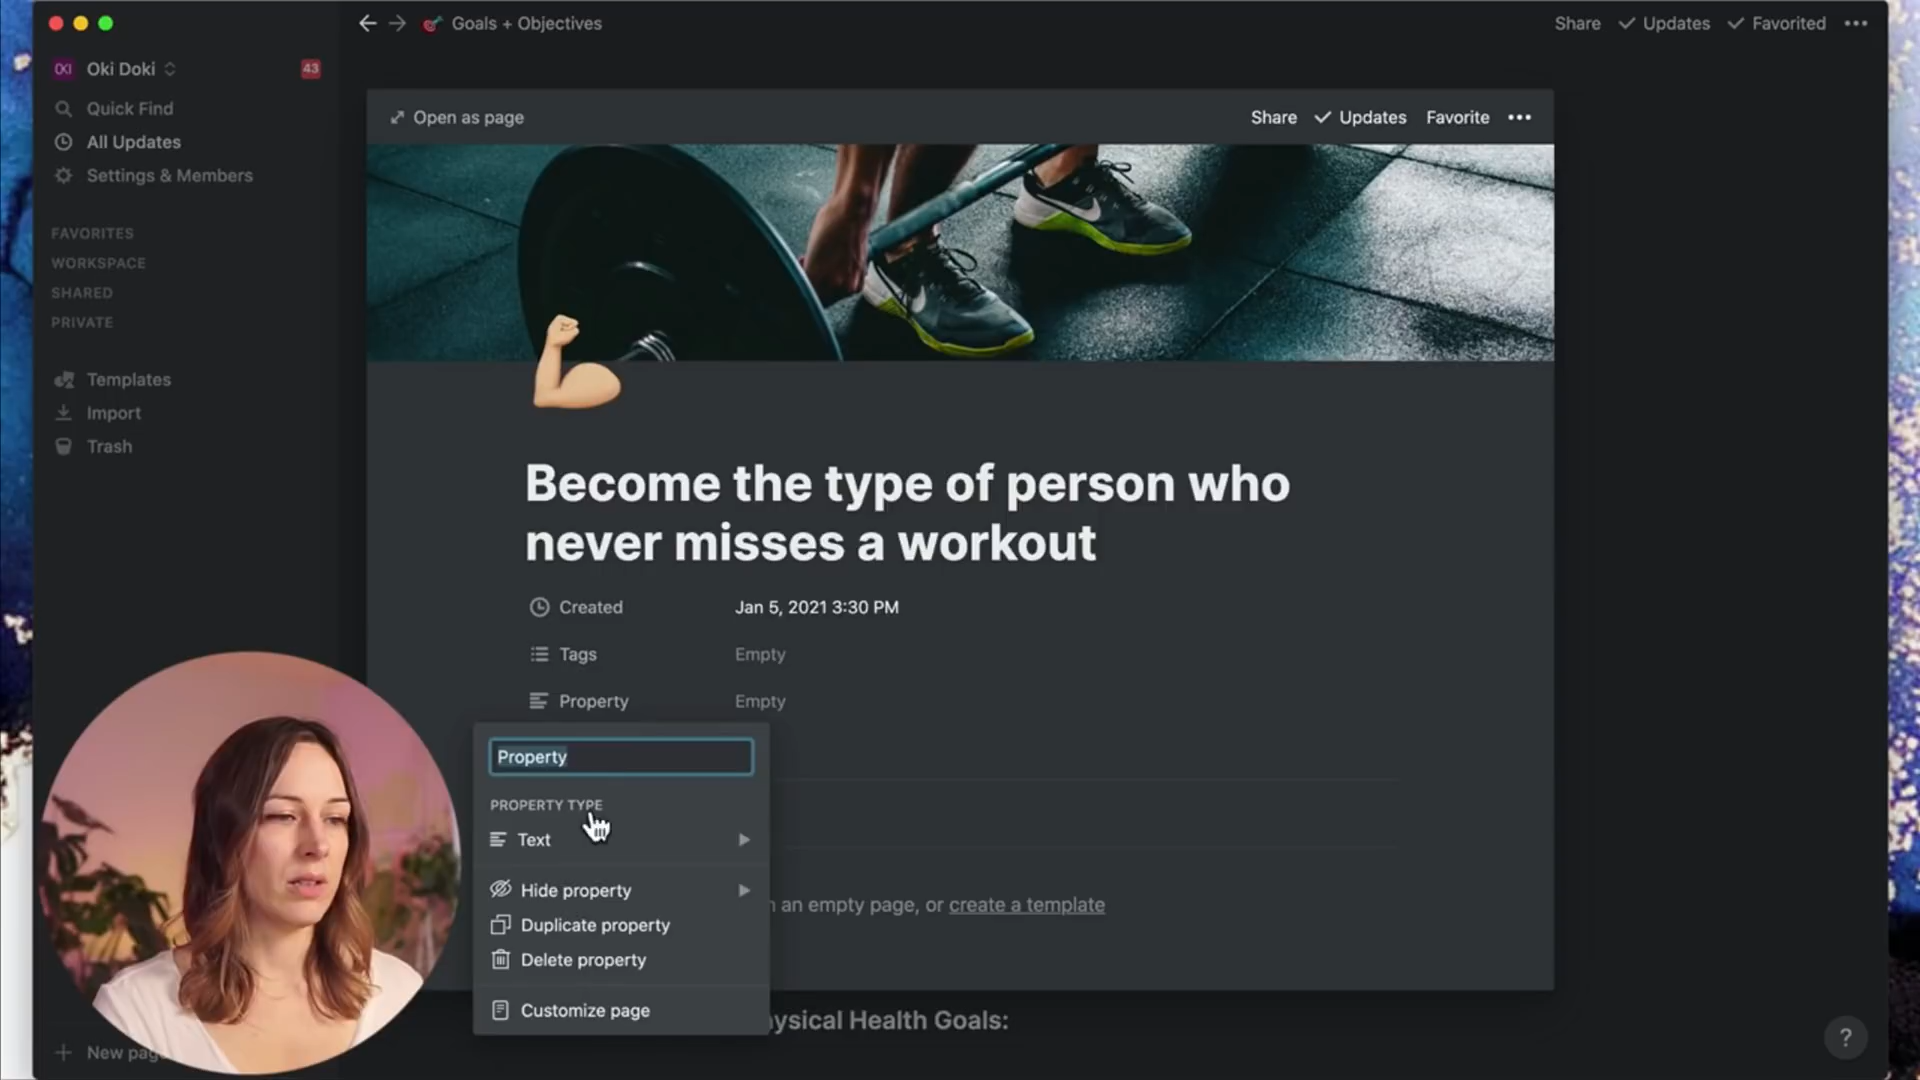 Goals + Objectives
Share
Updates
Favorited
OKI
Oki Doki
43
Quick Find
All Updates
Settings & Members
FAVORITES
WORKSPACE
SHARED
PRIVATE
Templates
Import
Trash
New pag
Open as page
Share
Updates
Favorite
Become the type of person who
never misses a workout
Created
Jan 5, 2021 3:30 PM
Tags
Empty
Property
Empty
Property
PROPERTY TYPE
Text
Hide property
Duplicate property
Delete property
Customize page
an empty page, or create a template
ysical Health Goals:
?